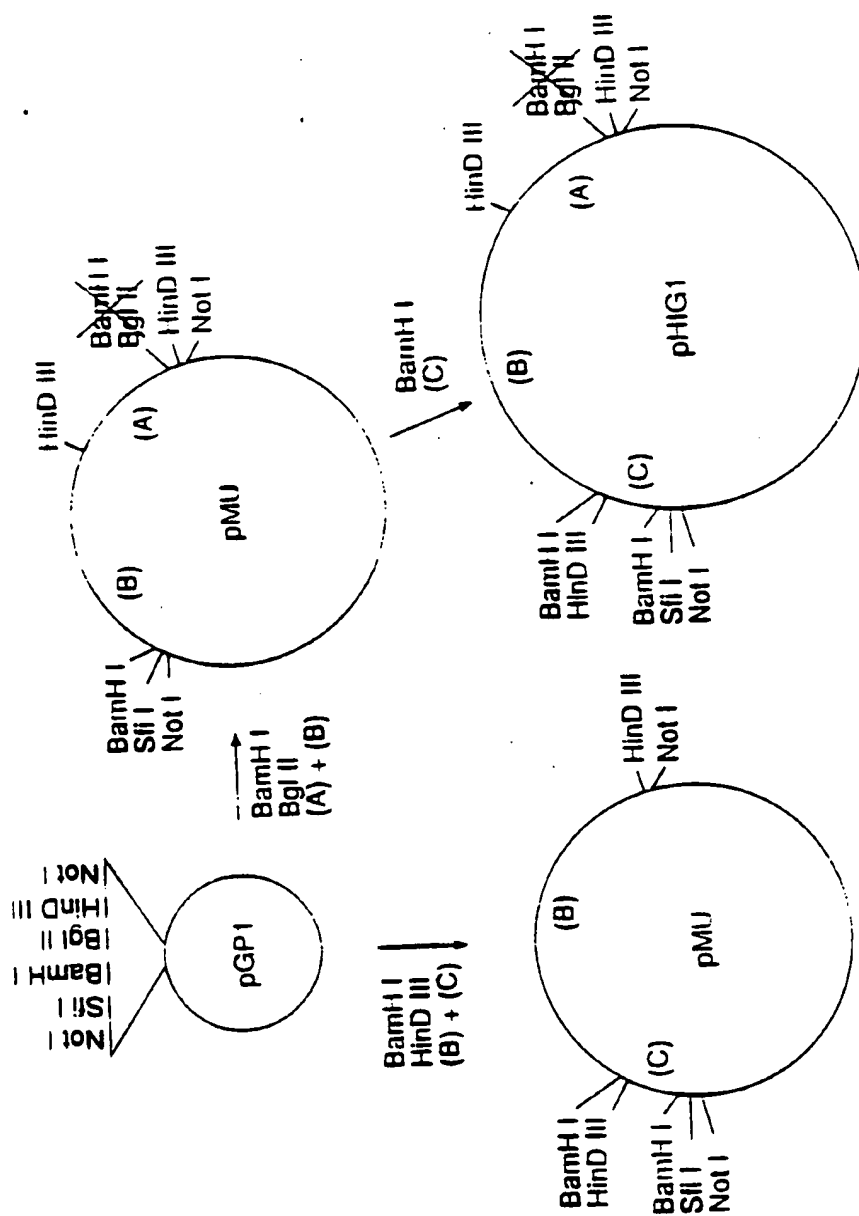 Not I
Sfi I
BamH I
Bgl II
HinD III
Not I
pGP1
BamH I
Bgl II
(A) + (B)
BamH I
Sfi I
Not I
(B)
HinD III
(A)
BamH I
Bgl II
HinD III
Not I
pMU
BamH I
HinD III
(B) + (C)
BamH I
(C)
BamH I
HinD III
(C)
BamH I
Sfi I
Not I
(B)
HinD III
Not I
pMU
BamH I
HinD III
(C)
BamH I
Sfi I
Not I
(B)
HinD III
(A)
BamH I
Bgl II
HinD III
Not I
pHIG1